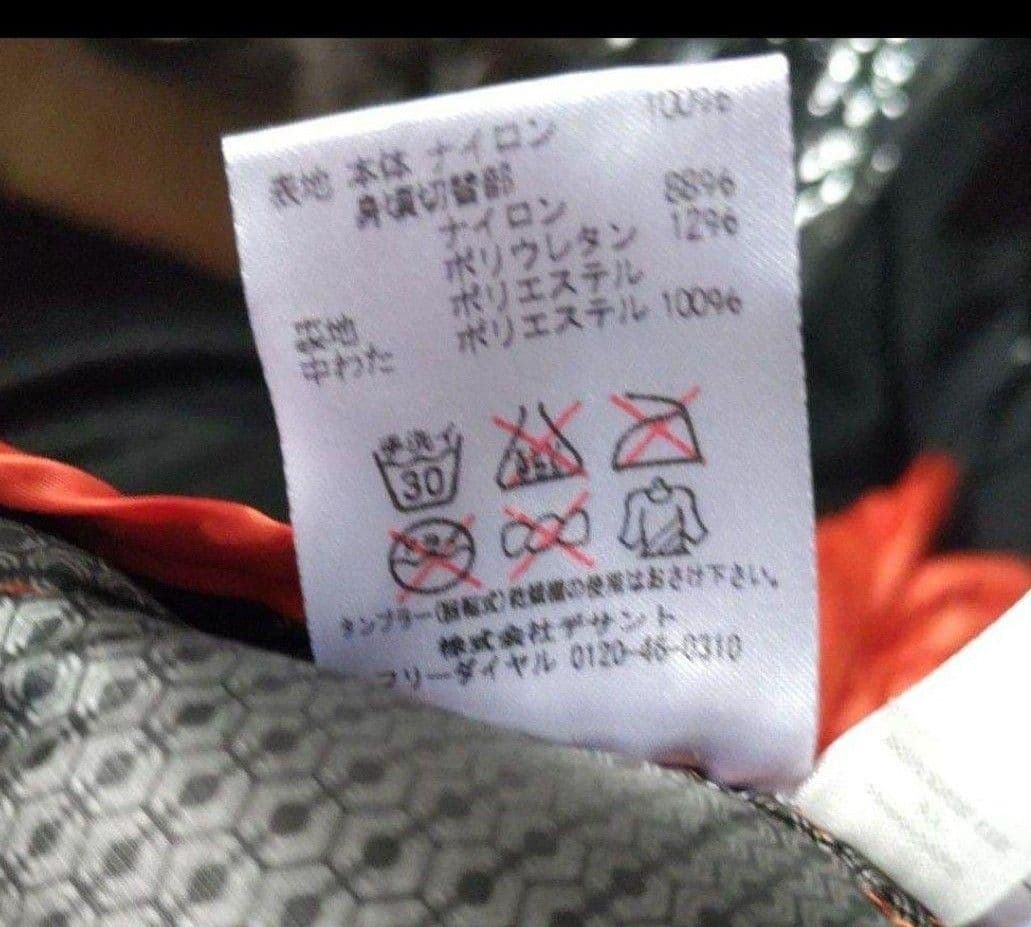 表地 本体 ナイロン 100%
身頃切替部
ナイロン 88%
ポリウレタン 12%
裏地 ポリエステル
中わた ポリエステル 100%
手洗イ
30
タンブラー(回転式)乾燥機の使用はおさけ下さい。
株式会社デサント
フリーダイヤル 0120-46-0310